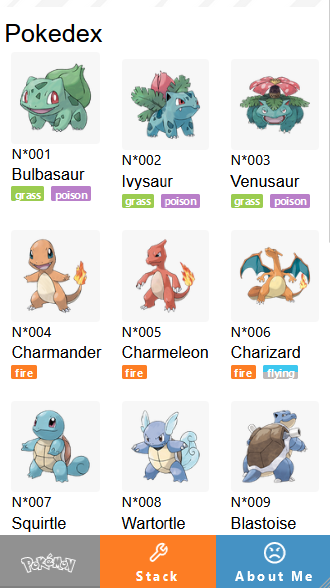 Pokedex
N*001
Bulbasaur
grass poison
N*002
Ivysaur
grass poison
N*003
Venusaur
grass poison
N*004
Charmander
fire
N*005
Charmeleon
fire
N*006
Charizard
fire flying
N*007
Squirtle
N*008
Wartortle
N*009
Blastoise
POKéMON
Stack
About Me